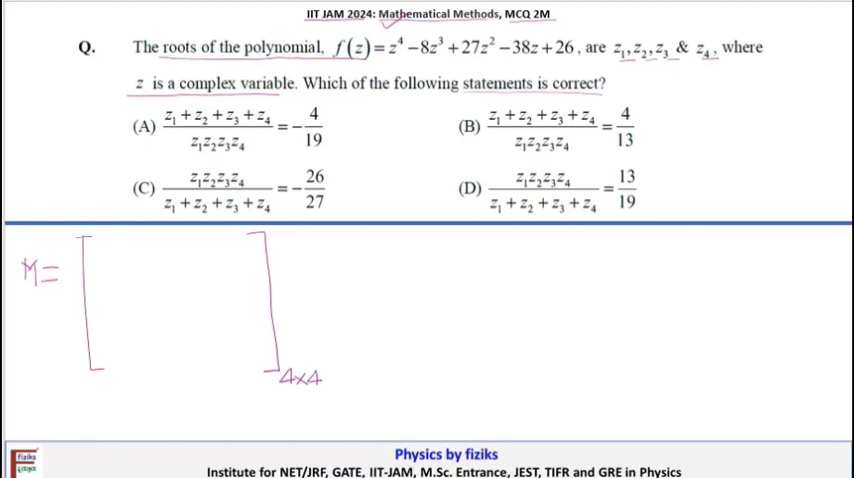 IIT JAM 2024: Mathematical Methods, MCQ 2M
Q. The roots of the polynomial, f(z) = z⁴ − 8z³ + 27z² − 38z + 26, are z₁, z₂, z₃ & z₄, where
z is a complex variable. Which of the following statements is correct?
(A) (z₁ + z₂ + z₃ + z₄)/(z₁z₂z₃z₄) = −4/19 (B) (z₁ + z₂ + z₃ + z₄)/(z₁z₂z₃z₄) = 4/13
(C) (z₁z₂z₃z₄)/(z₁ + z₂ + z₃ + z₄) = −26/27 (D) (z₁z₂z₃z₄)/(z₁ + z₂ + z₃ + z₄) = 13/19
M = [ ]4×4
fiziks
Physics by fiziks
Institute for NET/JRF, GATE, IIT-JAM, M.Sc. Entrance, JEST, TIFR and GRE in Physics